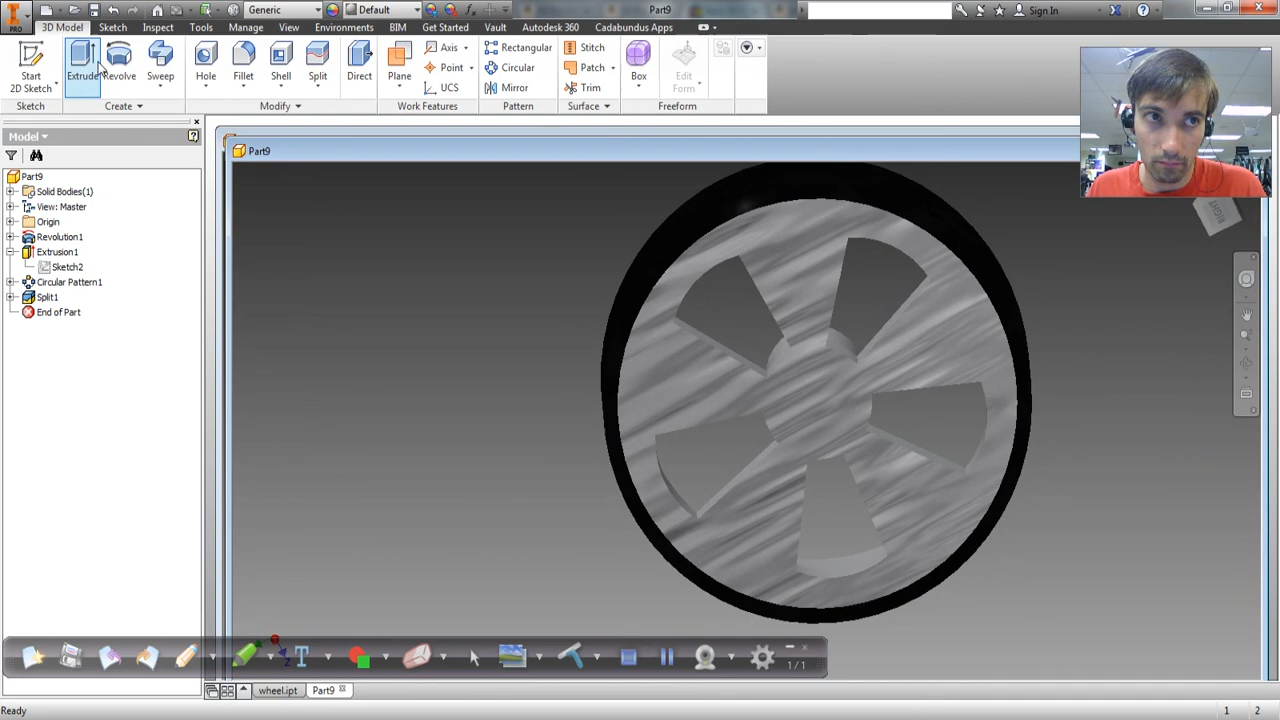 PRO
Generic
Default
Part9
Sign In
3D Model Sketch Inspect Tools Manage View Environments BIM Get Started Vault Autodesk 360 Cadabundus Apps
Start
2D Sketch
Extrude
Revolve
Sweep
Hole
Fillet
Shell
Split
Direct
Plane
Axis
Point
UCS
Rectangular
Circular
Mirror
Stitch
Patch
Trim
Box
Edit
Form
Sketch
Create
Modify
Work Features
Pattern
Surface
Freeform
Model
Part9
Part9
Solid Bodies(1)
View: Master
Origin
Revolution1
Extrusion1
Sketch2
Circular Pattern1
Split1
End of Part
RIGHT
T
1/1
wheel.ipt
Part9
Ready
1
2